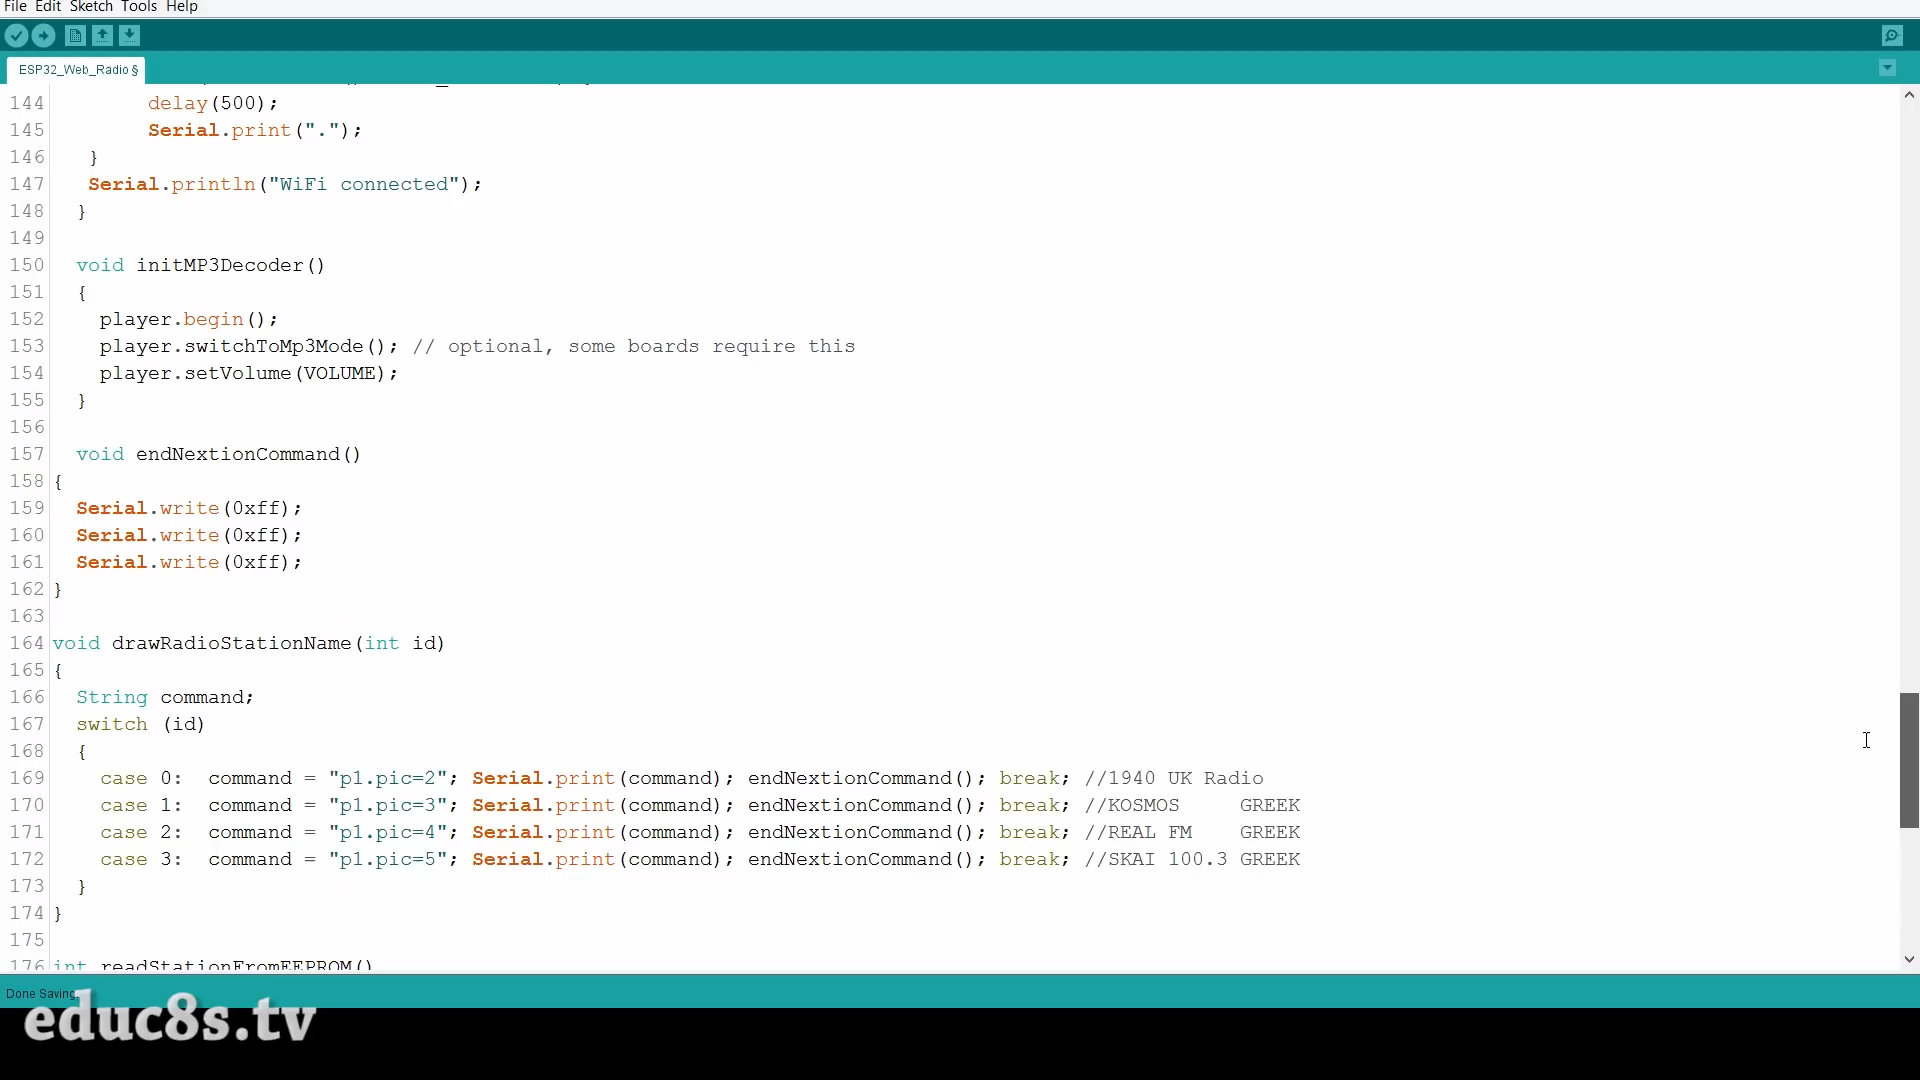 File Edit Sketch Tools Help
ESP32_Web_Radio §
144 delay(500);
145 Serial.print(".");
146 }
147 Serial.println("WiFi connected");
148 }
149
150 void initMP3Decoder()
151 {
152 player.begin();
153 player.switchToMp3Mode(); // optional, some boards require this
154 player.setVolume(VOLUME);
155 }
156
157 void endNextionCommand()
158 {
159 Serial.write(0xff);
160 Serial.write(0xff);
161 Serial.write(0xff);
162 }
163
164 void drawRadioStationName(int id)
165 {
166 String command;
167 switch (id)
168 {
169 case 0: command = "p1.pic=2"; Serial.print(command); endNextionCommand(); break; //1940 UK Radio
170 case 1: command = "p1.pic=3"; Serial.print(command); endNextionCommand(); break; //KOSMOS GREEK
171 case 2: command = "p1.pic=4"; Serial.print(command); endNextionCommand(); break; //REAL FM GREEK
172 case 3: command = "p1.pic=5"; Serial.print(command); endNextionCommand(); break; //SKAI 100.3 GREEK
173 }
174 }
175
176 int readStationFromEEPROM()
Done Saving.
educ8s.tv